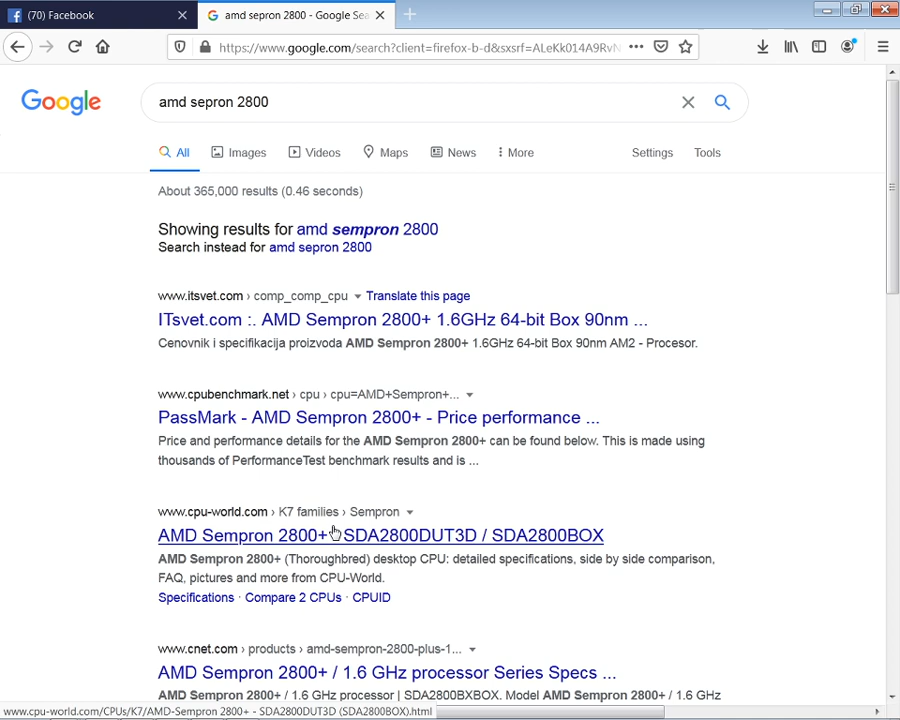 (70) Facebook
amd sepron 2800 - Google Sea
https://www.google.com/search?client=firefox-b-d&sxsrf=ALeKk014A9RvN
Google
amd sepron 2800
All Images Videos Maps News More Settings Tools
About 365,000 results (0.46 seconds)
Showing results for amd sempron 2800
Search instead for amd sepron 2800
www.itsvet.com › comp_comp_cpu Translate this page
ITsvet.com :. AMD Sempron 2800+ 1.6GHz 64-bit Box 90nm ...
Cenovnik i specifikacija proizvoda AMD Sempron 2800+ 1.6GHz 64-bit Box 90nm AM2 - Procesor.
www.cpubenchmark.net › cpu › cpu=AMD+Sempron+...
PassMark - AMD Sempron 2800+ - Price performance ...
Price and performance details for the AMD Sempron 2800+ can be found below. This is made using
thousands of PerformanceTest benchmark results and is ...
www.cpu-world.com › K7 families › Sempron
AMD Sempron 2800+ SDA2800DUT3D / SDA2800BOX
AMD Sempron 2800+ (Thoroughbred) desktop CPU: detailed specifications, side by side comparison,
FAQ, pictures and more from CPU-World.
Specifications · Compare 2 CPUs · CPUID
www.cnet.com › products › amd-sempron-2800-plus-1...
AMD Sempron 2800+ / 1.6 GHz processor Series Specs ...
AMD Sempron 2800+ / 1.6 GHz processor | SDA2800BXBOX. Model AMD Sempron 2800+ / 1.6 GHz
www.cpu-world.com/CPUs/K7/AMD-Sempron 2800+ - SDA2800DUT3D (SDA2800BOX).html